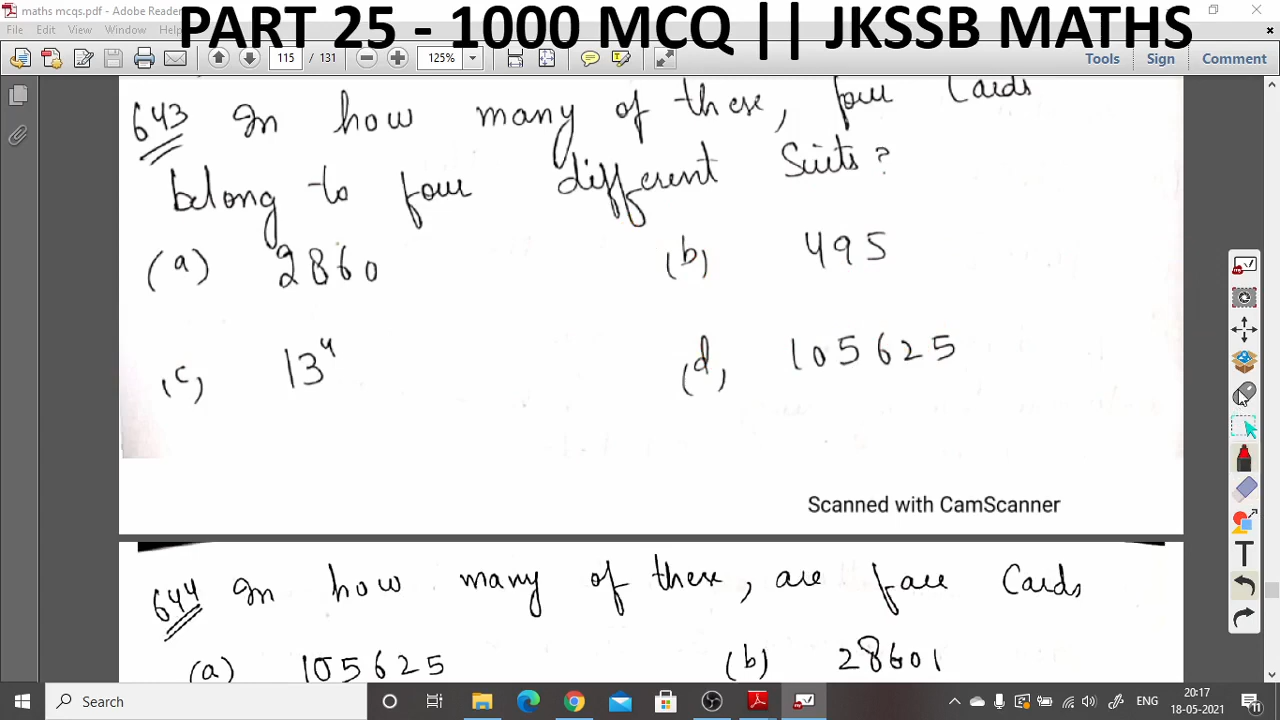 maths mcqs.pdf - Adobe Reader
PART 25 - 1000 MCQ || JKSSB MATHS
File Edit View Window Help
115 / 131 125% Tools Sign Comment
643 In how many of these, four Cards
belong to four different Suits?
(a) 2860 (b) 495
(c) 13⁴ (d) 105625
Scanned with CamScanner
644 In how many of these, are face Cards
(a) 105625 (b) 28601
Search
ENG 20:17
18-05-2021